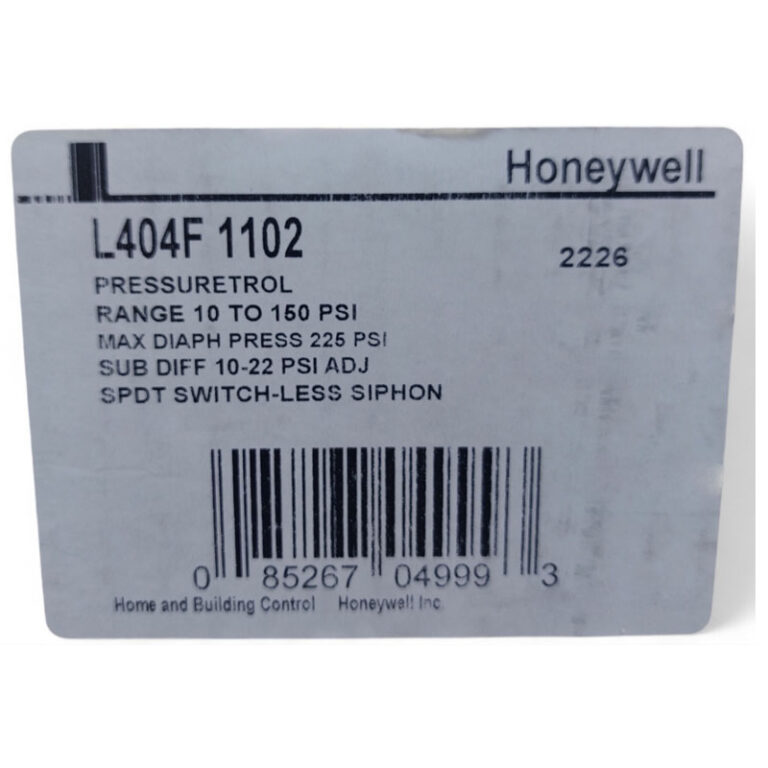 Honeywell
L404F 1102
2226
PRESSURETROL
RANGE 10 TO 150 PSI
MAX DIAPH PRESS 225 PSI
SUB DIFF 10-22 PSI ADJ
SPDT SWITCH-LESS SIPHON
0 85267 04999 3
Home and Building Control Honeywell Inc.